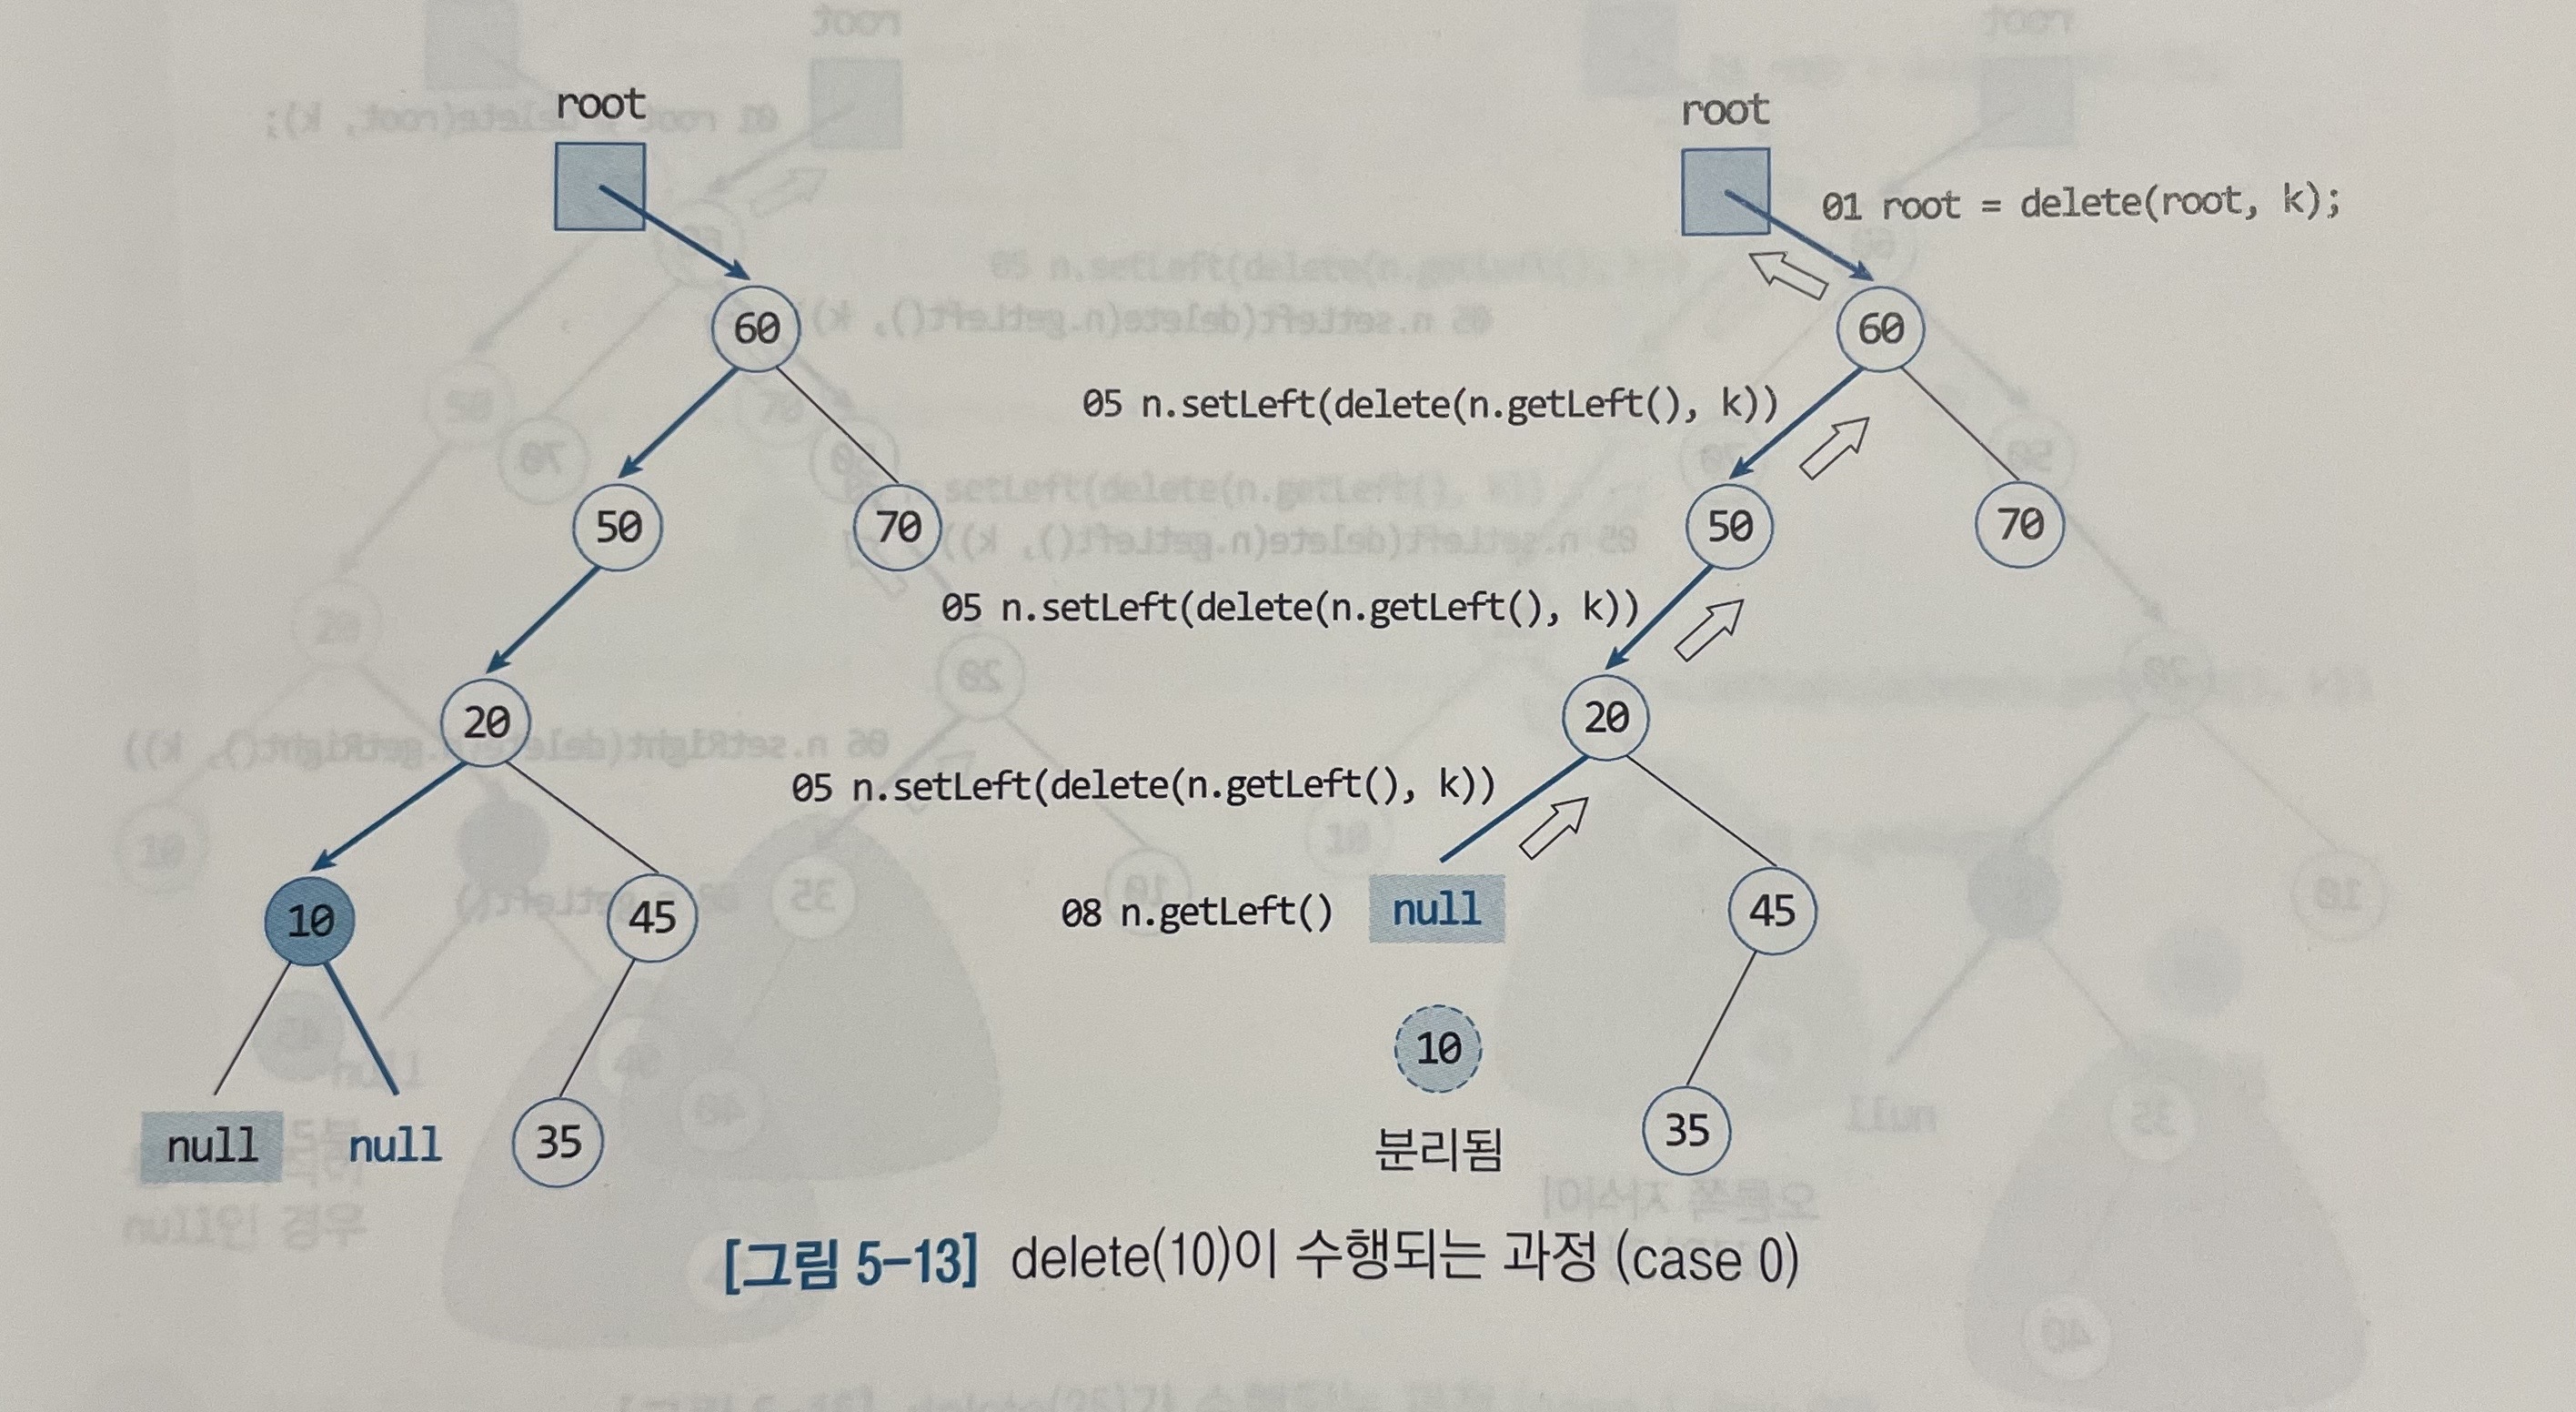 root
60
50
70
20
10
45
null
null
35
root
01 root = delete(root, k);
60
05 n.setLeft(delete(n.getLeft(), k))
50
70
05 n.setLeft(delete(n.getLeft(), k))
20
05 n.setLeft(delete(n.getLeft(), k))
08 n.getLeft()
null
45
10
분리됨
35
[그림 5-13] delete(10)이 수행되는 과정 (case 0)